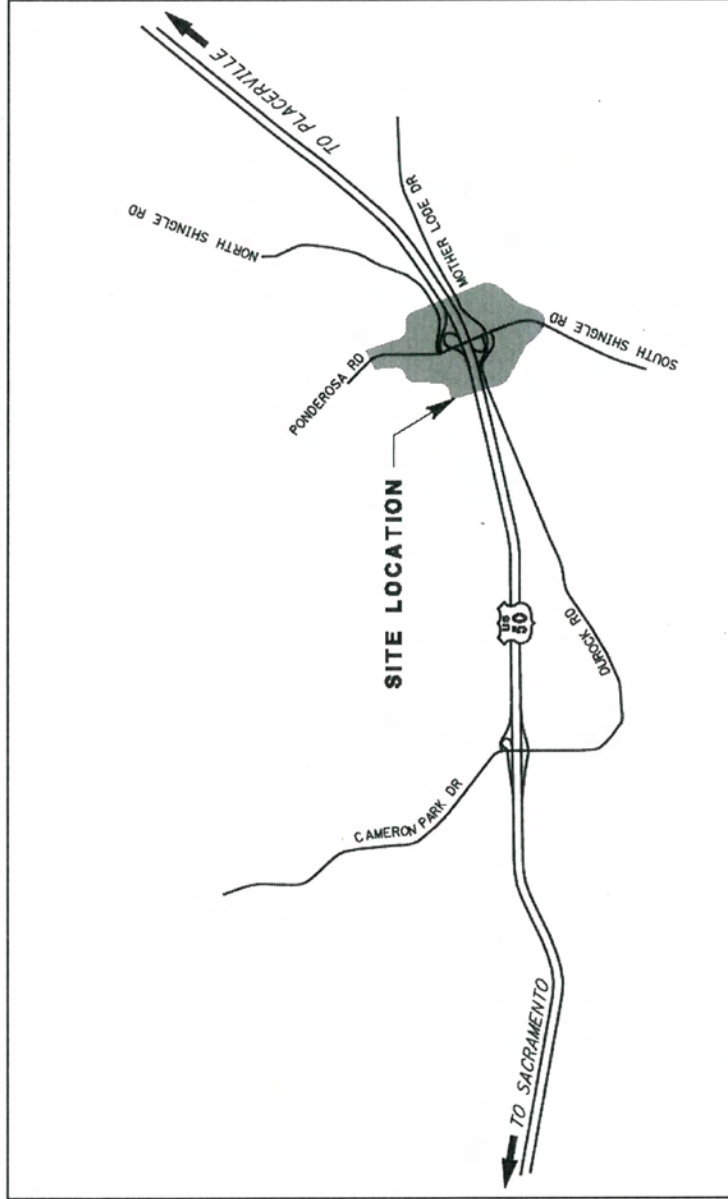 TO PLACERVILLE
NORTH SHINGLE RD
MOTHER LODE DR
PONDEROSA RD
SOUTH SHINGLE RD
SITE LOCATION
US
50
DUROCK RD
CAMERON PARK DR
TO SACRAMENTO